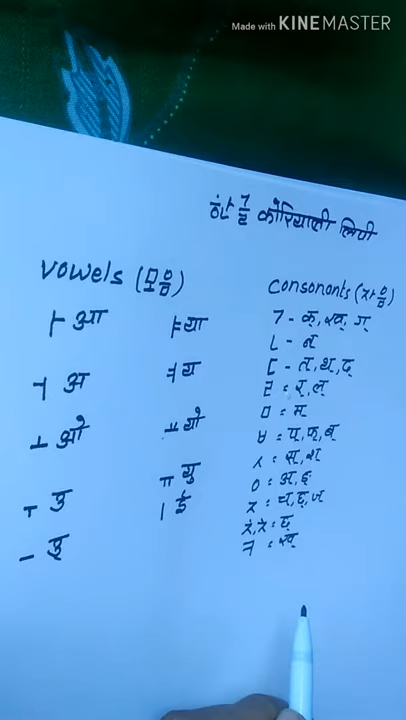 Made with KINEMASTER
한글 कोरियाली लिपी
vowels (모음)
ㅏ आ
ㅑ या
ㅓ अ
ㅕ य
ㅗ ओ
ㅛ यो
ㅜ उ
ㅠ यु
ㅡ उ
ㅣ ई
consonants (자음)
ㄱ - क्, ख्, ग्
ㄴ - न्
ㄷ - त्, थ्, द्
ㄹ = र्, ल्
ㅁ = म्
ㅂ = प्, फ्, ब्
ㅅ = स्, श्
ㅇ = अ, ङ्
ㅈ = च्, छ्, ज्
ㅊ, ㅊ = छ्
ㅋ = ख्